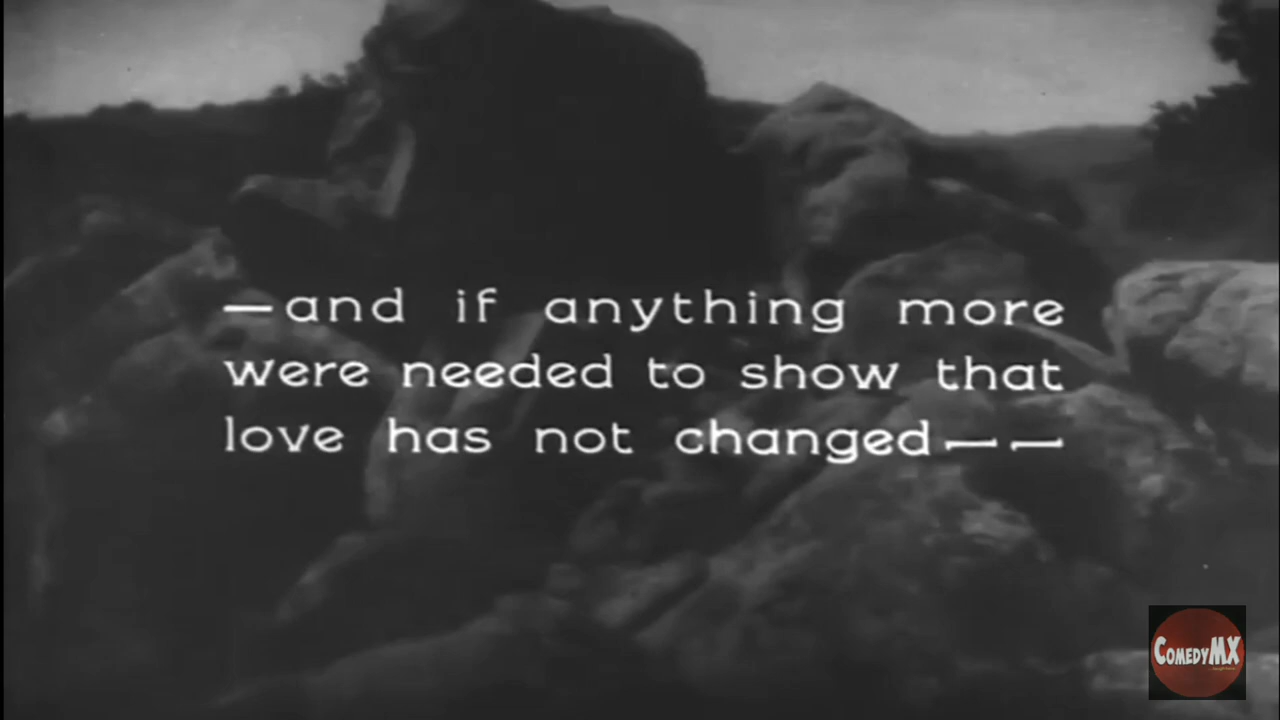 —and if anything more
were needed to show that
love has not changed— —
COMEDYMX